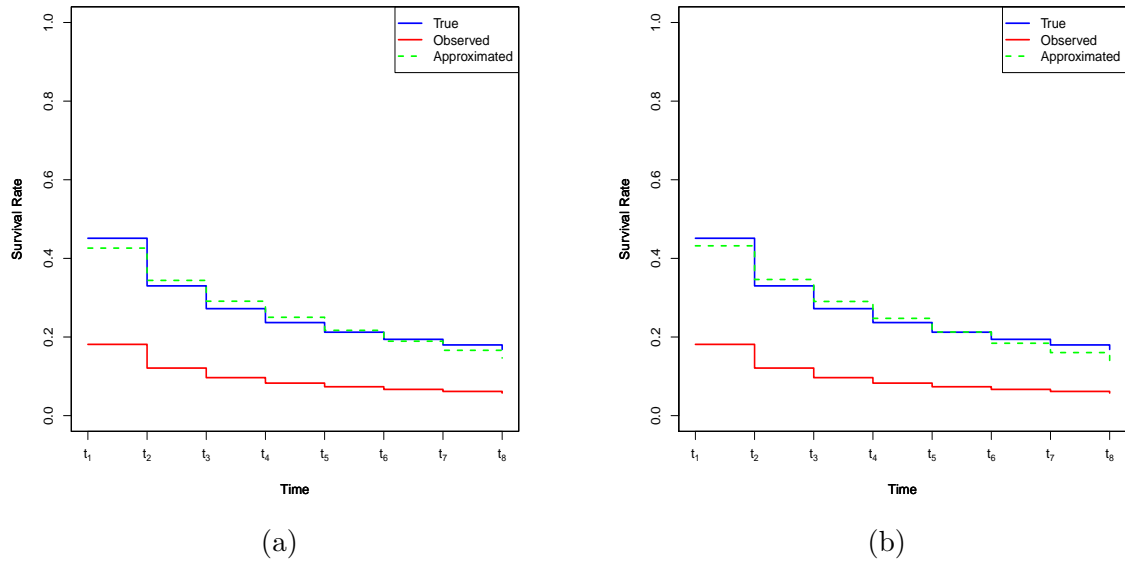 True
Observed
Approximated
Survival Rate
1.0
0.8
0.6
0.4
0.2
0.0
t1 t2 t3 t4 t5 t6 t7 t8
Time
(a)
True
Observed
Approximated
Survival Rate
1.0
0.8
0.6
0.4
0.2
0.0
t1 t2 t3 t4 t5 t6 t7 t8
Time
(b)